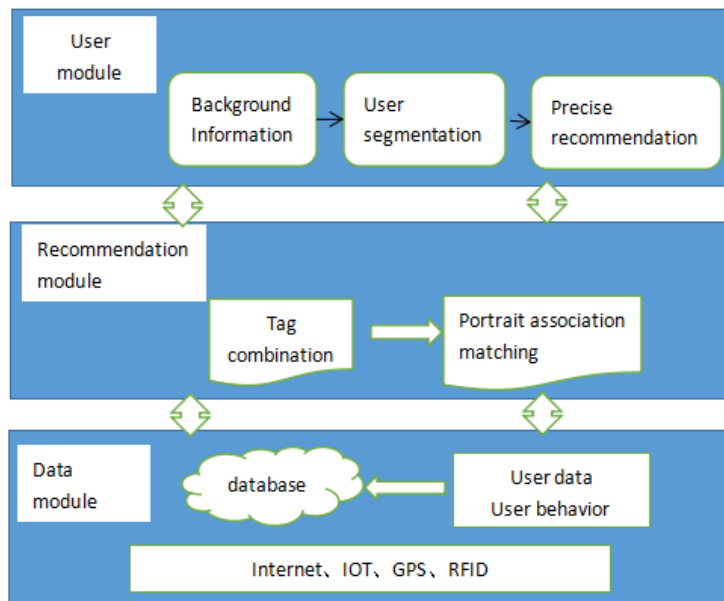 User
module
Background
Information
User
segmentation
Precise
recommendation
Recommendation
module
Tag
combination
Portrait association
matching
Data
module
database
User data
User behavior
Internet、IOT、GPS、RFID